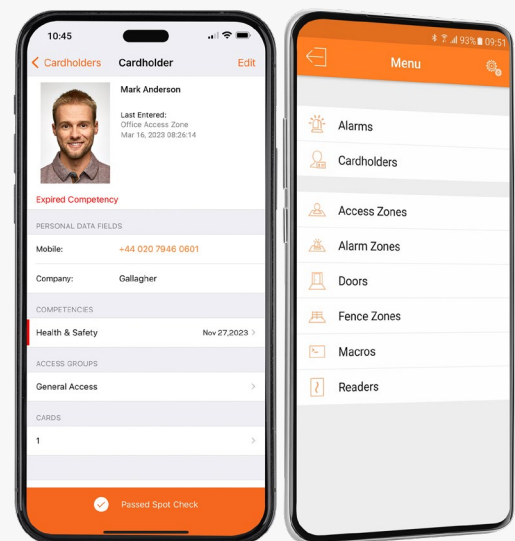 10:45
Cardholders
Cardholder
Edit
Mark Anderson
Last Entered:
Office Access Zone
Mar 16, 2023 08:26:14
Expired Competency
PERSONAL DATA FIELDS
Mobile:
+44 020 7946 0601
Company:
Gallagher
COMPETENCIES
Health & Safety
Nov 27,2023
ACCESS GROUPS
General Access
CARDS
1
Passed Spot Check
93% 09:51
Menu
Alarms
Cardholders
Access Zones
Alarm Zones
Doors
Fence Zones
Macros
Readers